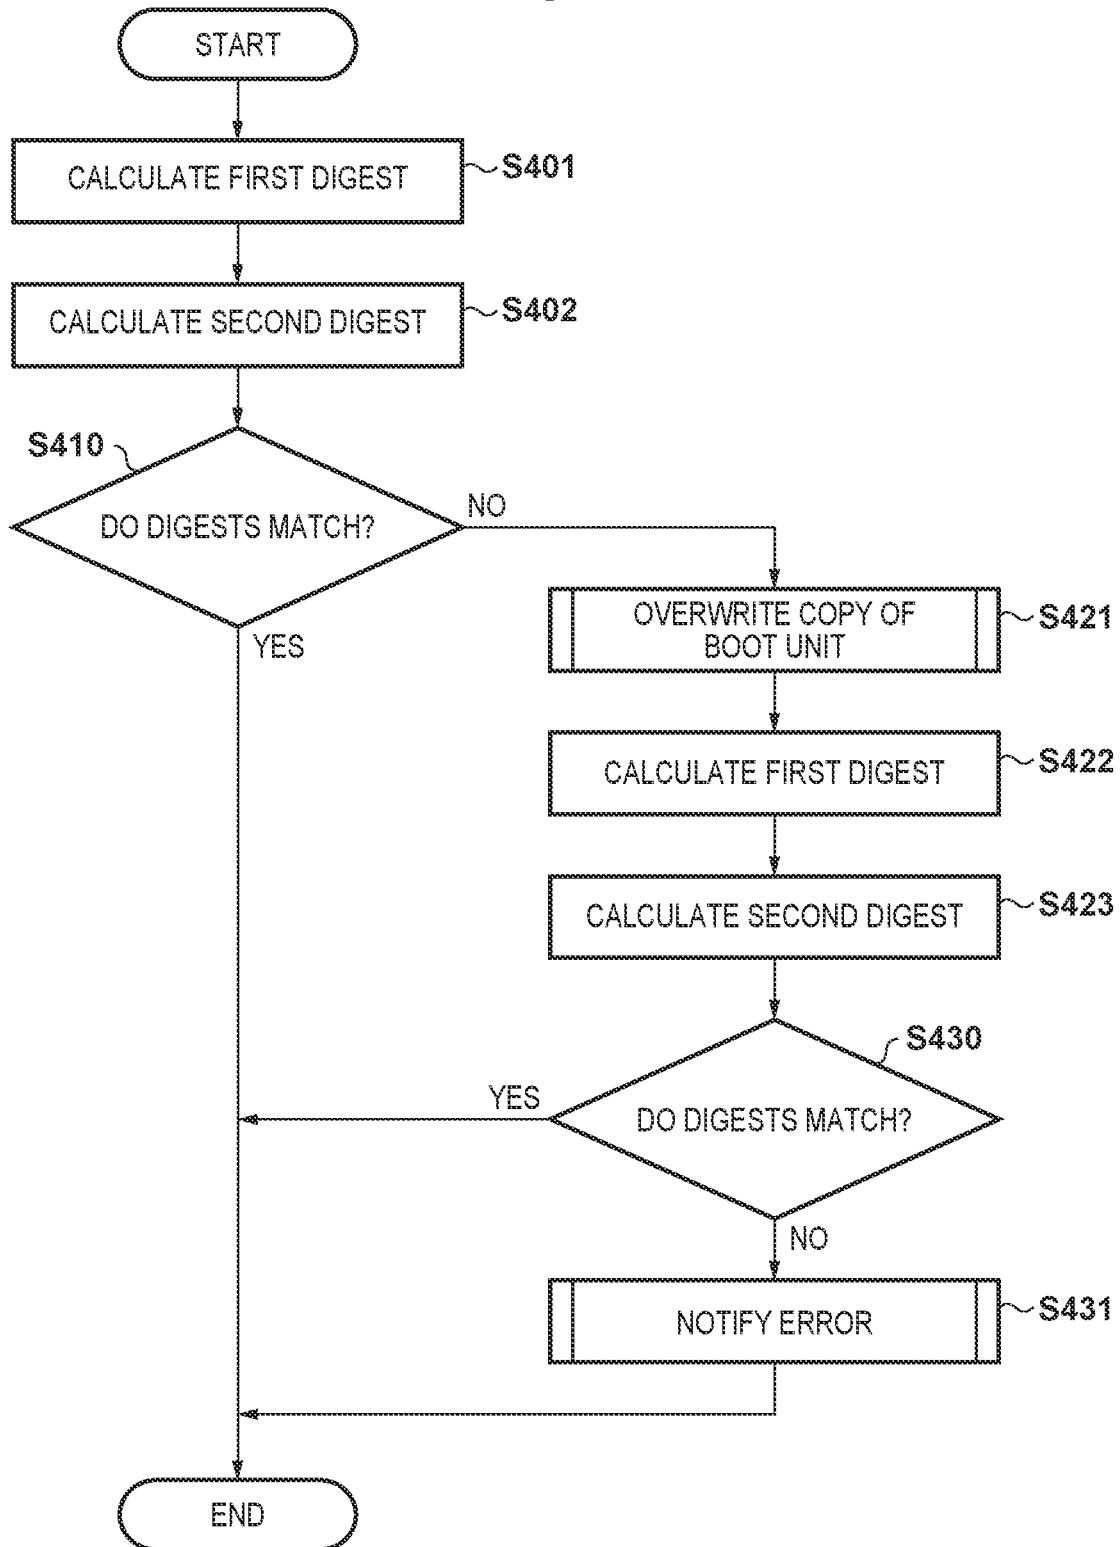 START
CALCULATE FIRST DIGEST
S401
CALCULATE SECOND DIGEST
S402
S410
DO DIGESTS MATCH?
NO
YES
OVERWRITE COPY OF
BOOT UNIT
S421
CALCULATE FIRST DIGEST
S422
CALCULATE SECOND DIGEST
S423
S430
DO DIGESTS MATCH?
YES
NO
NOTIFY ERROR
S431
END